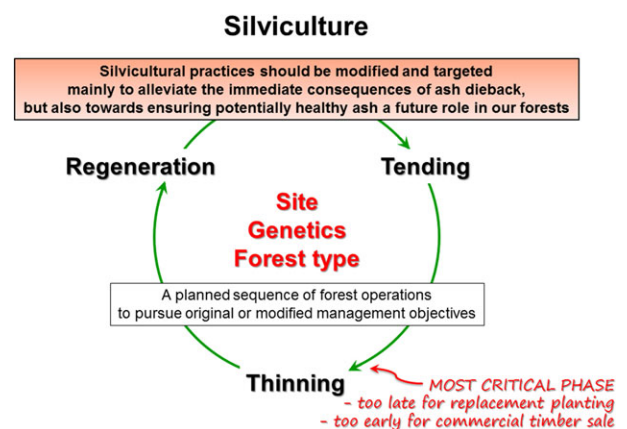 Silviculture
Silvicultural practices should be modified and targeted
mainly to alleviate the immediate consequences of ash dieback,
but also towards ensuring potentially healthy ash a future role in our forests
Regeneration
Tending
Site
Genetics
Forest type
A planned sequence of forest operations
to pursue original or modified management objectives
Thinning
MOST CRITICAL PHASE
- too late for replacement planting
- too early for commercial timber sale